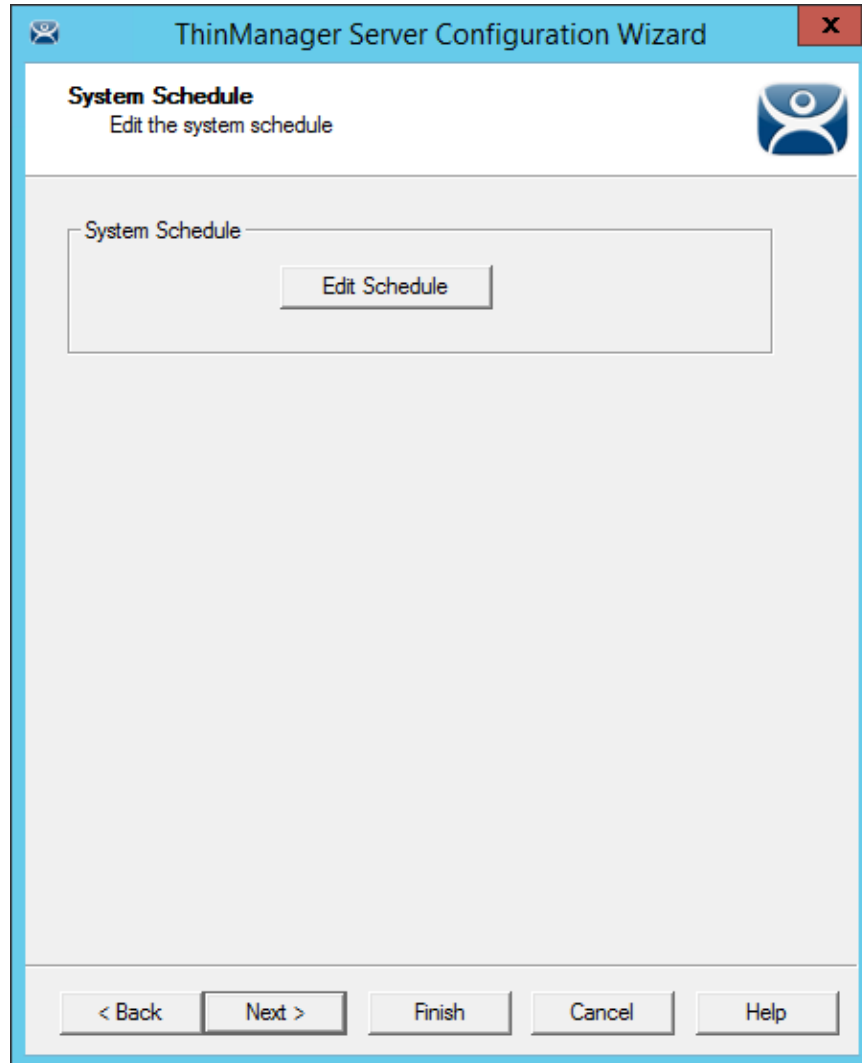 ThinManager Server Configuration Wizard
x
System Schedule
Edit the system schedule
System Schedule
Edit Schedule
< Back Next > Finish Cancel Help